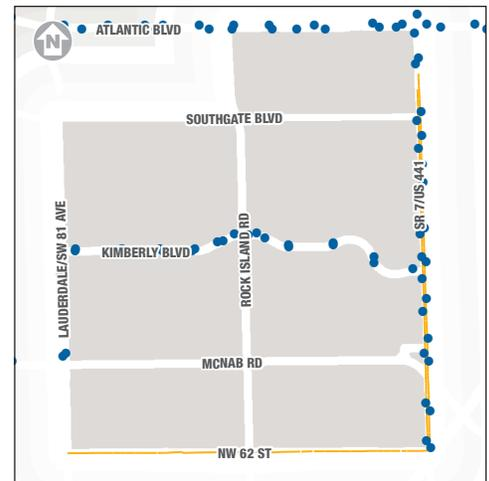 ATLANTIC BLVD
N
SOUTHGATE BLVD
LAUDERDALE/SW 81 AVE
ROCK ISLAND RD
SR 7/US 441
KIMBERLY BLVD
MCNAB RD
NW 62 ST